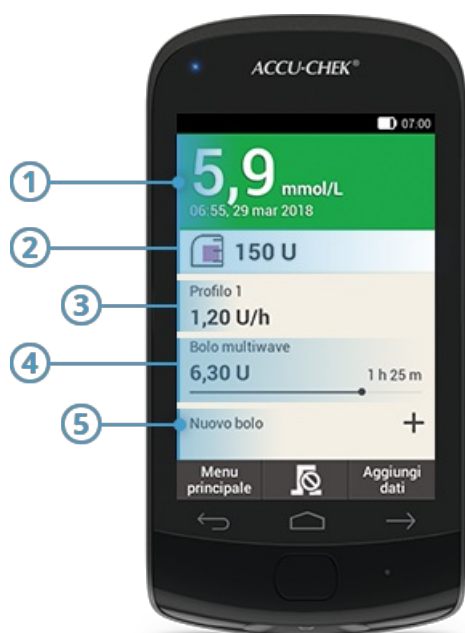 ACCU-CHEK®
07:00
1
5,9 mmol/L
06:55, 29 mar 2018
2
150 U
3
Profilo 1
1,20 U/h
4
Bolo multiwave
6,30 U 1 h 25 m
5
Nuovo bolo +
Menu principale
Aggiungi dati